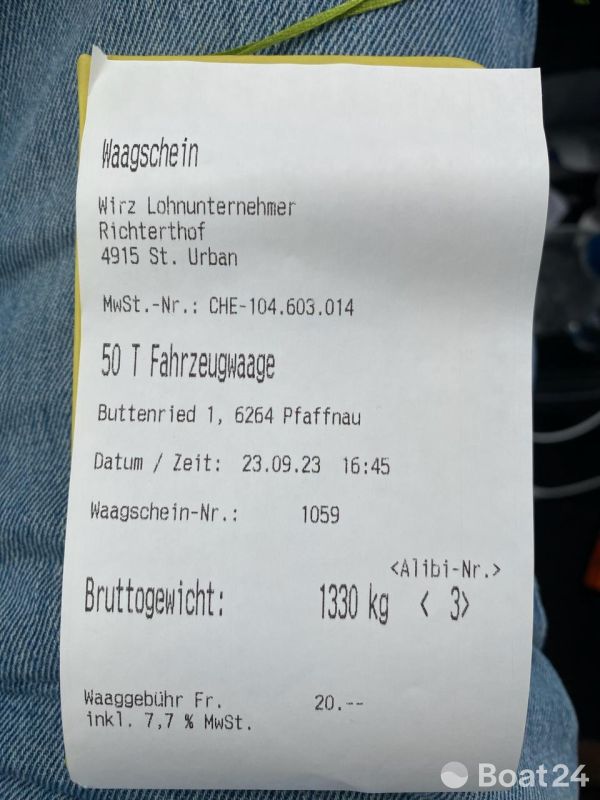 Waagschein
Wirz Lohnunternehmer
Richterthof
4915 St. Urban
MwSt.-Nr.: CHE-104.603.014
50 T Fahrzeugwaage
Buttenried 1, 6264 Pfaffnau
Datum / Zeit: 23.09.23 16:45
Waagschein-Nr.: 1059
<Alibi-Nr.>
Bruttogewicht: 1330 kg < 3>
Waaggebühr Fr. 20.--
inkl. 7,7 % MwSt.
Boat24